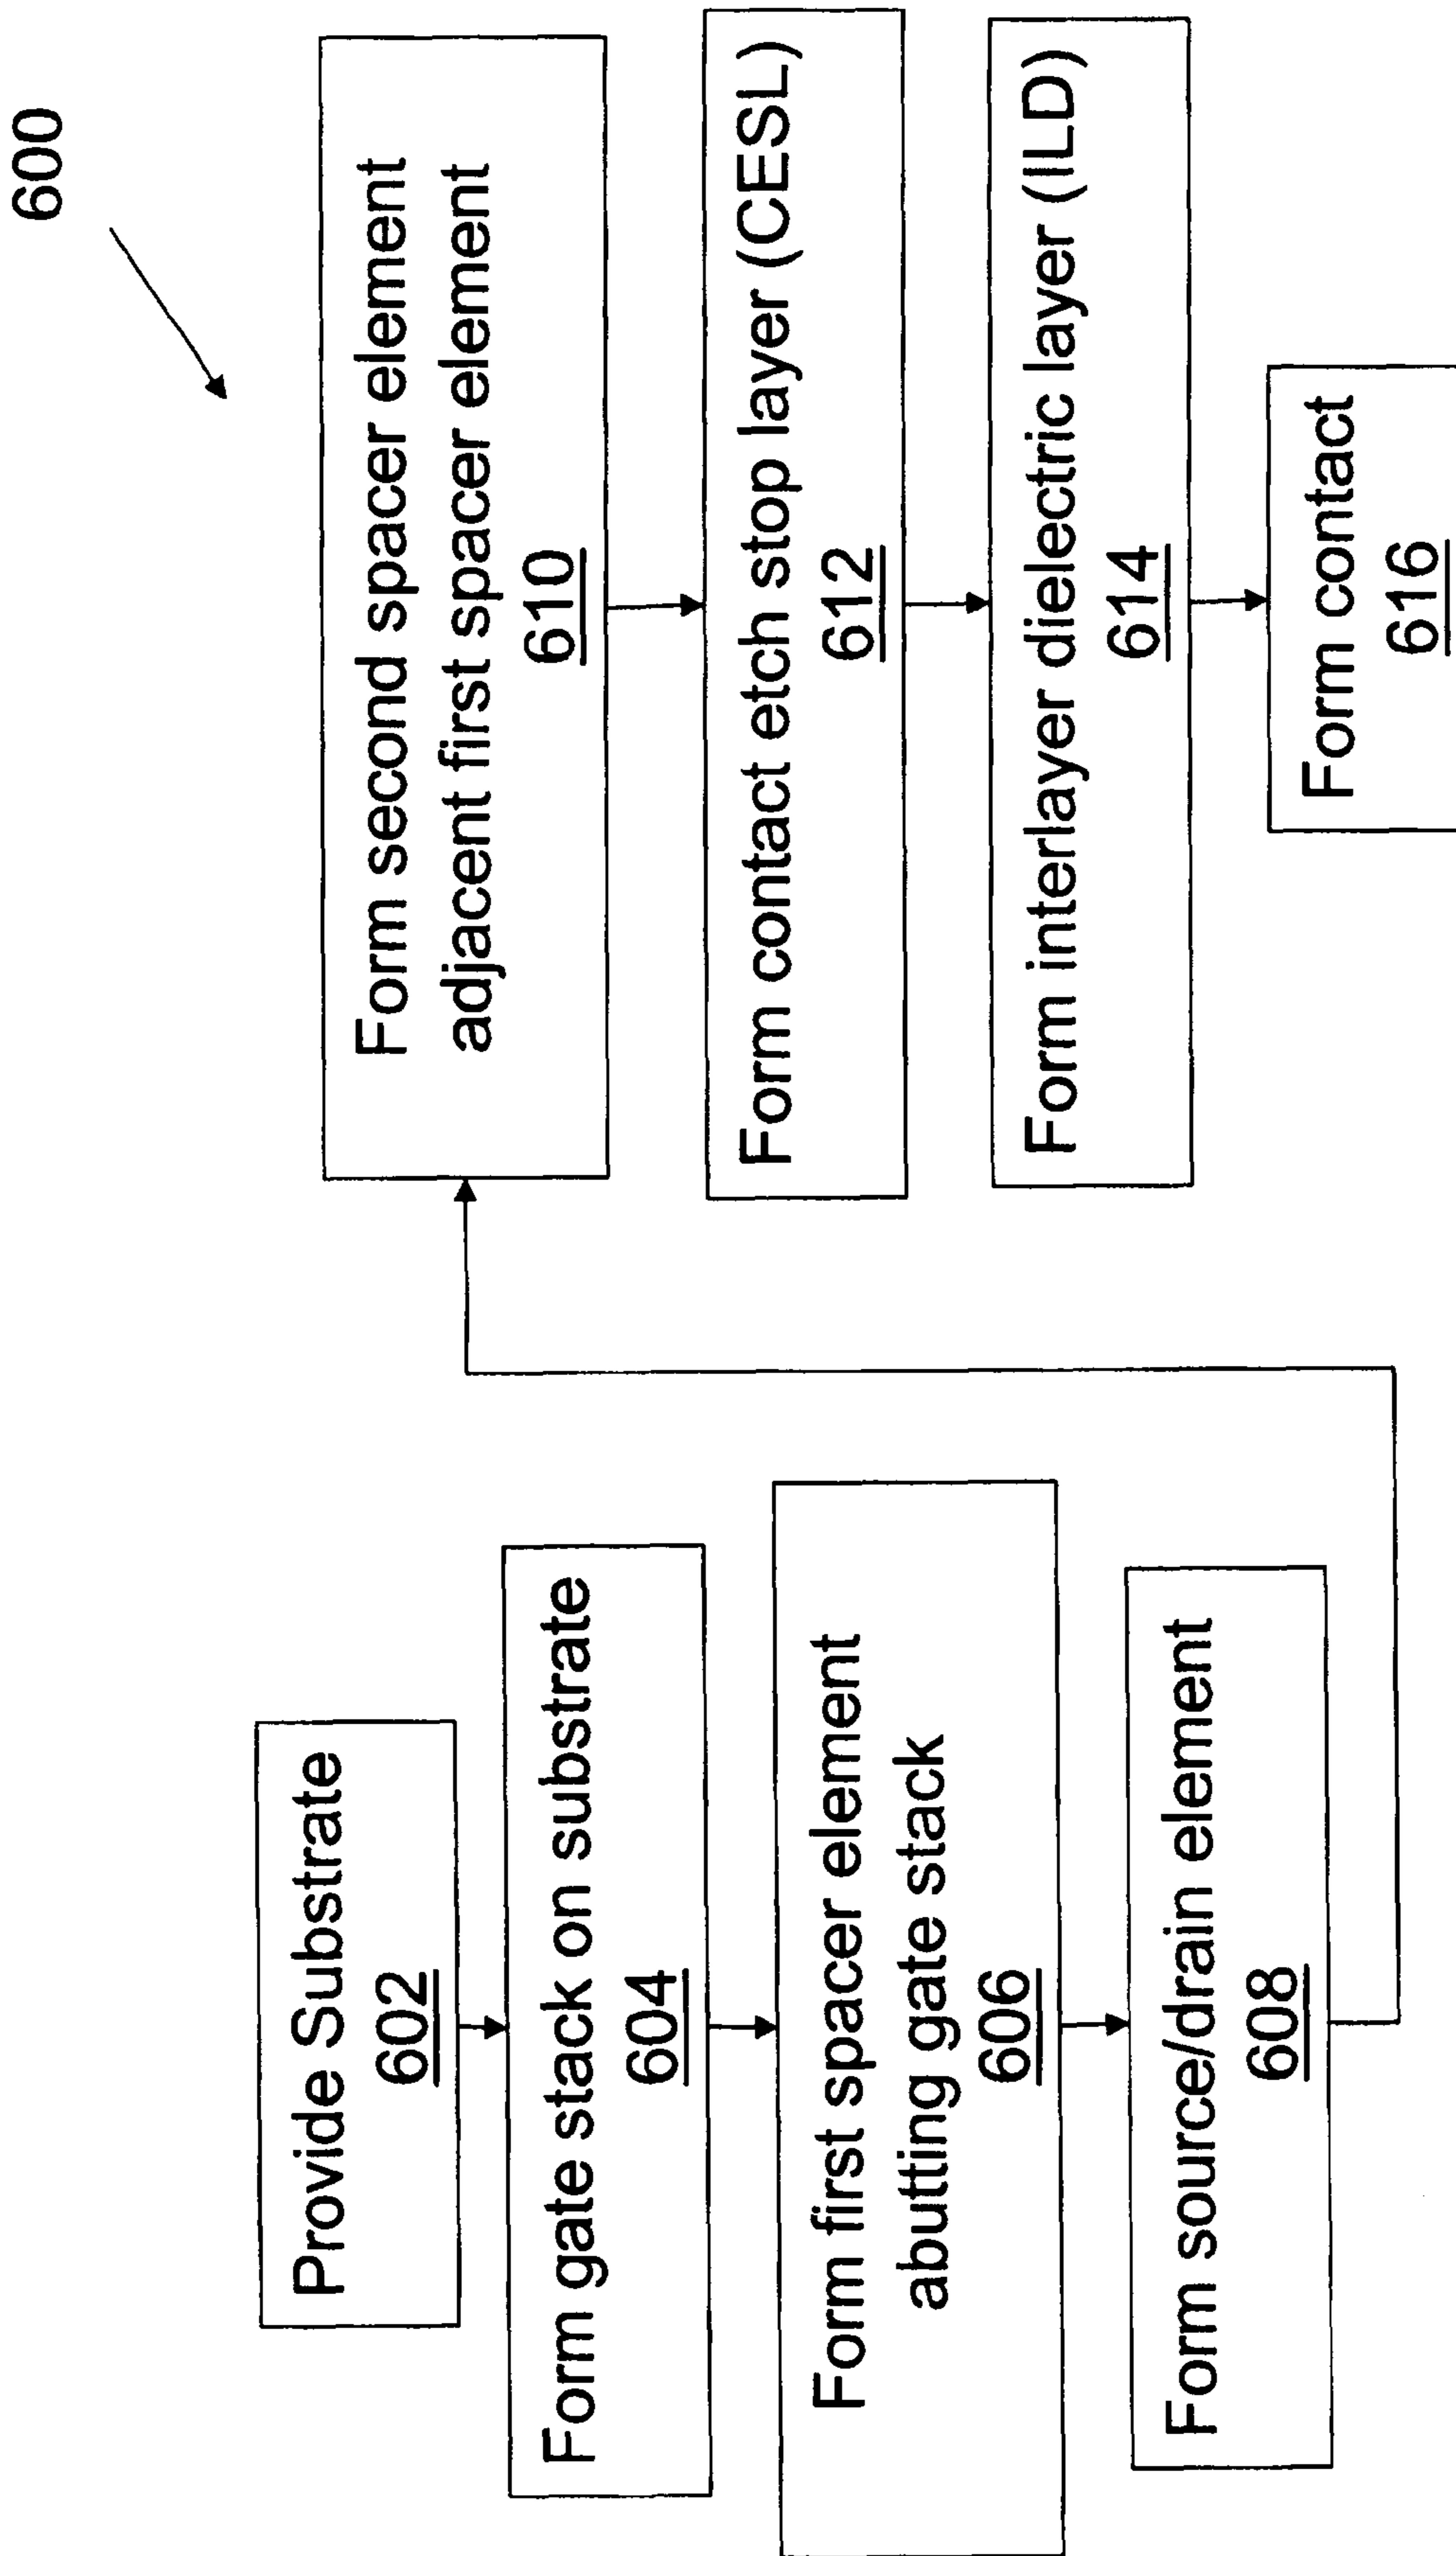 600
Provide Substrate
602
Form gate stack on substrate
604
Form first spacer element
abutting gate stack
606
Form source/drain element
608
Form second spacer element
adjacent first spacer element
610
Form contact etch stop layer (CESL)
612
Form interlayer dielectric layer (ILD)
614
Form contact
616